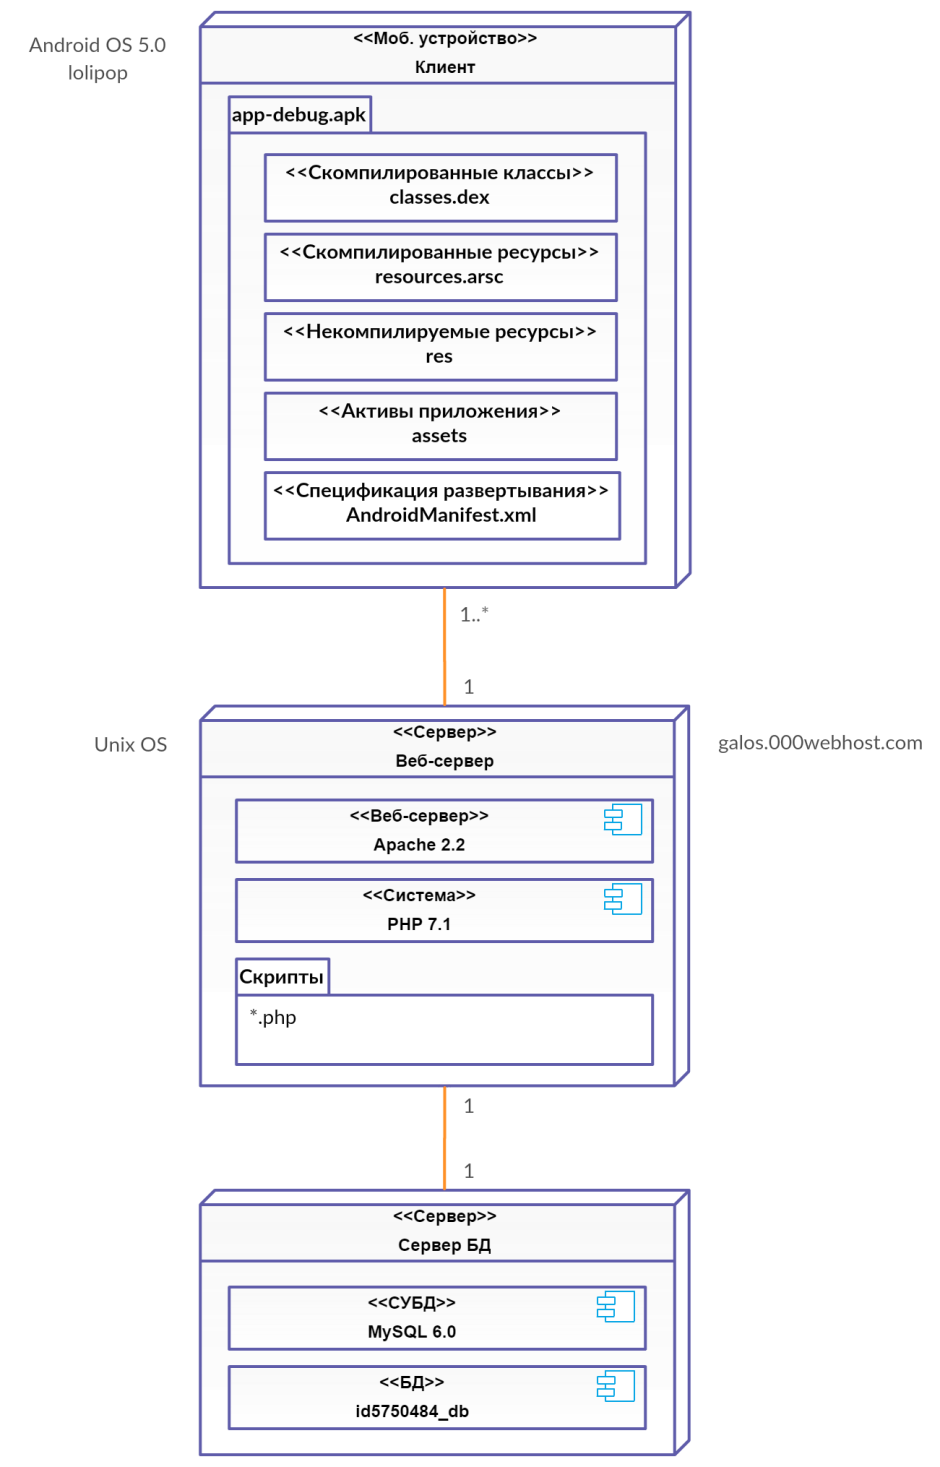 Android OS 5.0
lolipop
<<Моб. устройство>>
Клиент
app-debug.apk
<<Скомпилированные классы>>
classes.dex
<<Скомпилированные ресурсы>>
resources.arsc
<<Некомпилируемые ресурсы>>
res
<<Активы приложения>>
assets
<<Спецификация развертывания>>
AndroidManifest.xml
1..*
1
Unix OS
<<Сервер>>
Веб-сервер
galos.000webhost.com
<<Веб-сервер>>
Apache 2.2
<<Система>>
PHP 7.1
Скрипты
*.php
1
1
<<Сервер>>
Сервер БД
<<СУБД>>
MySQL 6.0
<<БД>>
id5750484_db